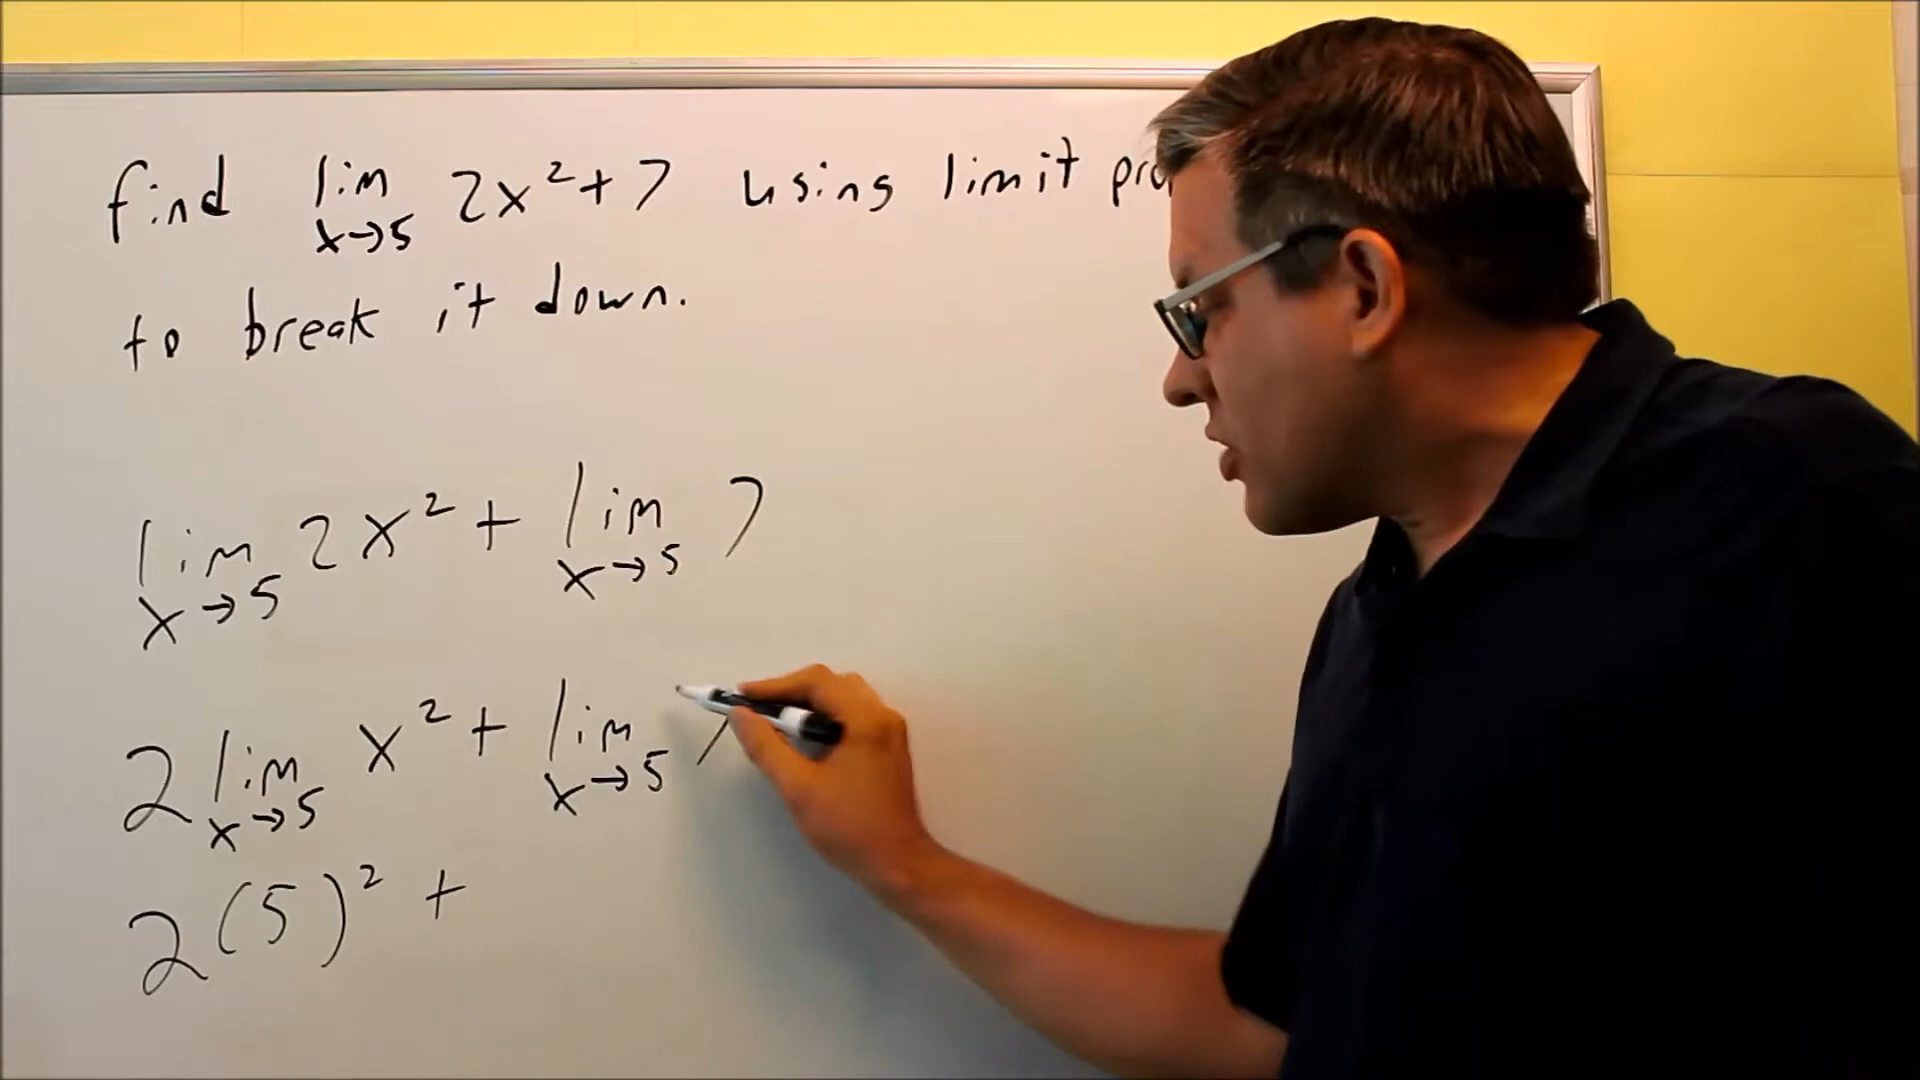 find lim x→5 2x²+7 using limit
to break it down.
lim x→5 2x² + lim x→5 7
2 lim x→5 x² + lim x→5 7
2(5)² +